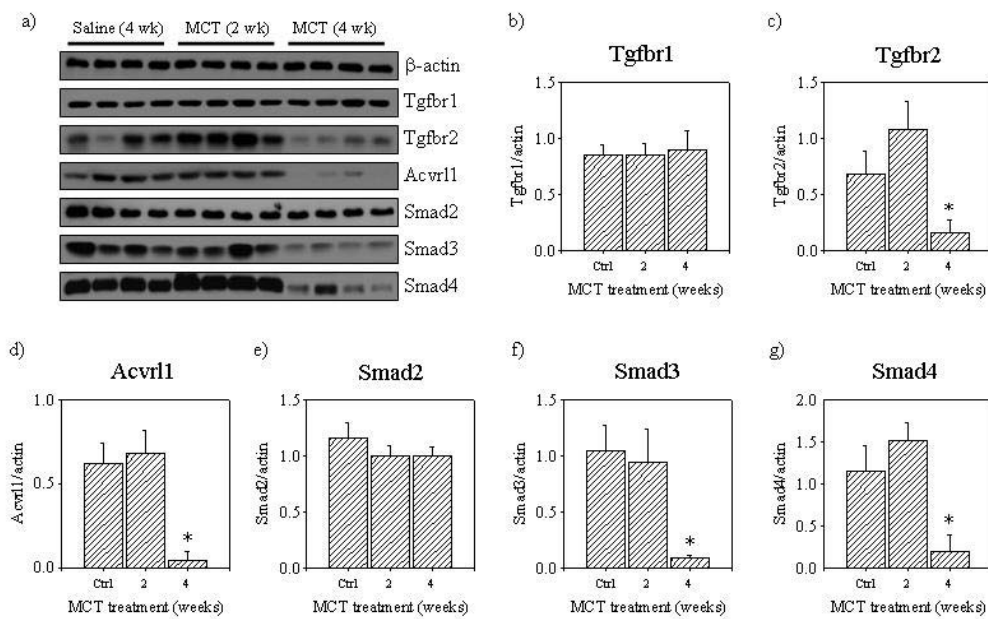 a)
Saline (4 wk) MCT (2 wk) MCT (4 wk)
β-actin
Tgfbr1
Tgfbr2
Acvrl1
Smad2
Smad3
Smad4
b)
Tgfbr1
Tgfbr1/actin
1.5
1.0
0.5
0.0
Ctrl 2 4
MCT treatment (weeks)
c)
Tgfbr2
Tgfbr2/actin
1.5
1.0
0.5
0.0
*
Ctrl 2 4
MCT treatment (weeks)
d)
Acvrl1
Acvrl1/actin
1.0
0.5
0.0
*
Ctrl 2 4
MCT treatment (weeks)
e)
Smad2
Smad2/actin
1.5
1.0
0.5
0.0
Ctrl 2 4
MCT treatment (weeks)
f)
Smad3
Smad3/actin
1.5
1.0
0.5
0.0
*
Ctrl 2 4
MCT treatment (weeks)
g)
Smad4
Smad4/actin
2.0
1.5
1.0
0.5
0.0
*
Ctrl 2 4
MCT treatment (weeks)